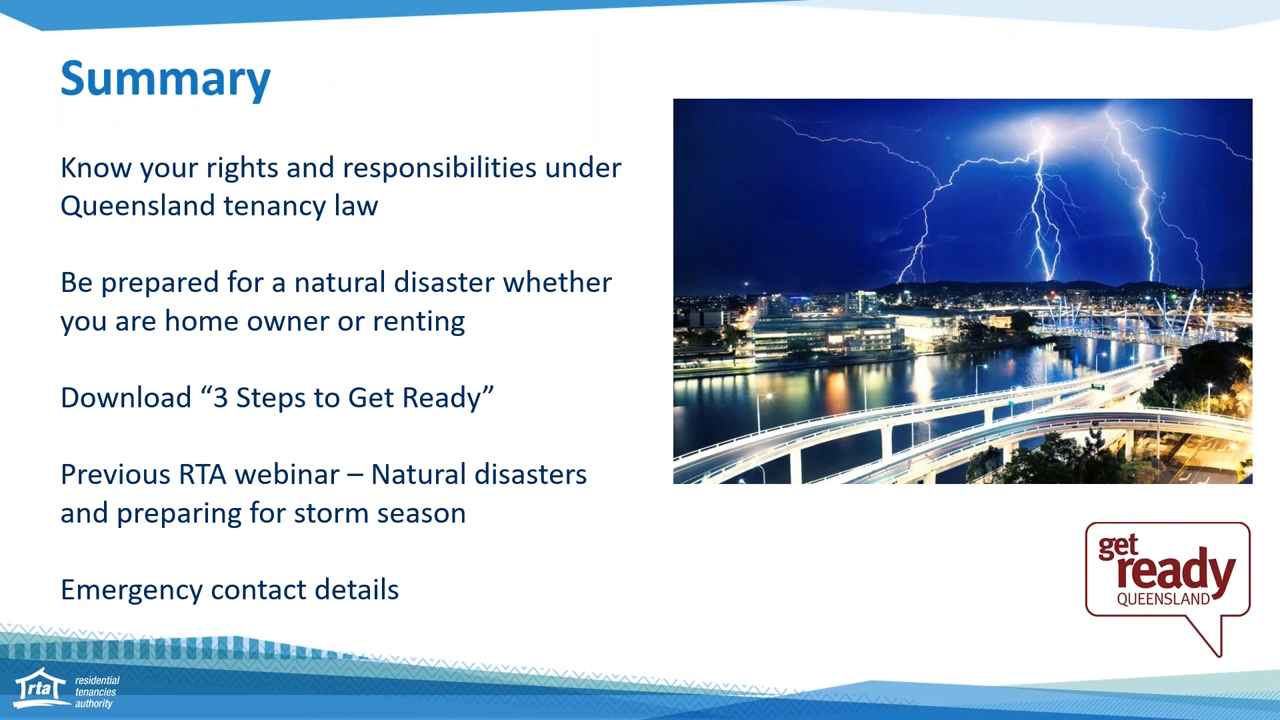 Summary
Know your rights and responsibilities under
Queensland tenancy law
Be prepared for a natural disaster whether
you are home owner or renting
Download “3 Steps to Get Ready”
Previous RTA webinar – Natural disasters
and preparing for storm season
Emergency contact details
get
ready
QUEENSLAND
rta
residential
tenancies
authority